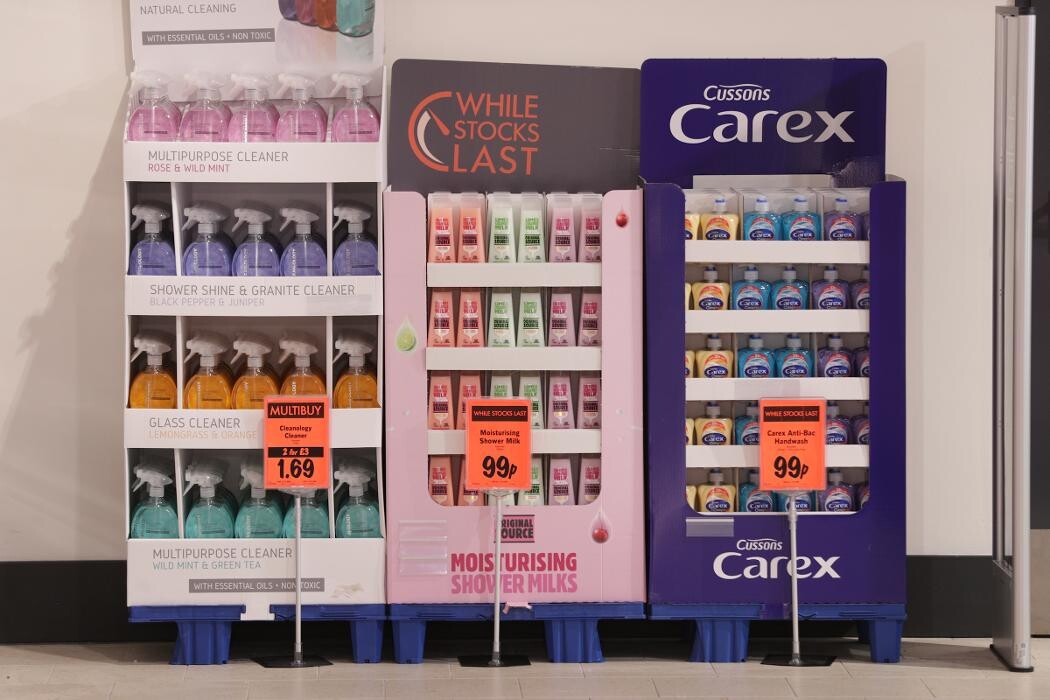 NATURAL CLEANING
WITH ESSENTIAL OILS • NON TOXIC
MULTIPURPOSE CLEANER
ROSE & WILD MINT
SHOWER SHINE & GRANITE CLEANER
BLACK PEPPER & JUNIPER
GLASS CLEANER
LEMONGRASS & ORANGE
MULTIBUY
Cleanology
Cleaner
2 for £3
1.69
MULTIPURPOSE CLEANER
WILD MINT & GREEN TEA
WITH ESSENTIAL OILS • NON TOXIC
WHILE
STOCKS
LAST
WHILE STOCKS LAST
Moisturising
Shower Milk
99p
ORIGINAL
SOURCE
MOISTURISING
SHOWER MILKS
Cussons
Carex
WHILE STOCKS LAST
Carex Anti-Bac
Handwash
99p
Cussons
Carex